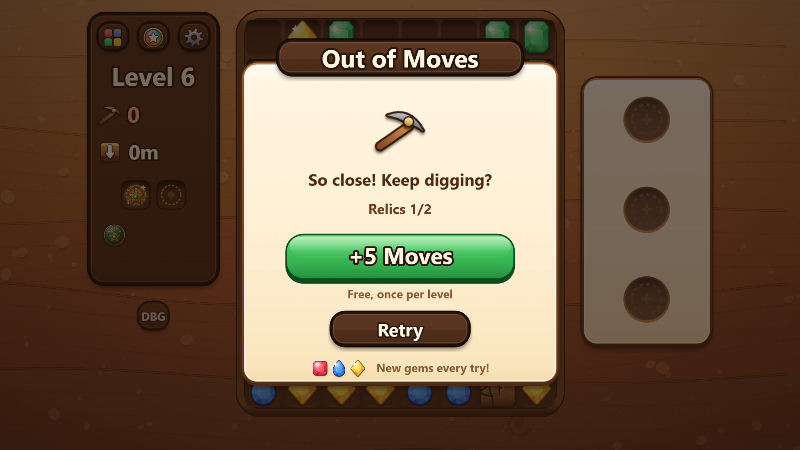 Level 6
0
0m
DBG
Out of Moves
So close! Keep digging?
Relics 1/2
+5 Moves
Free, once per level
Retry
New gems every try!